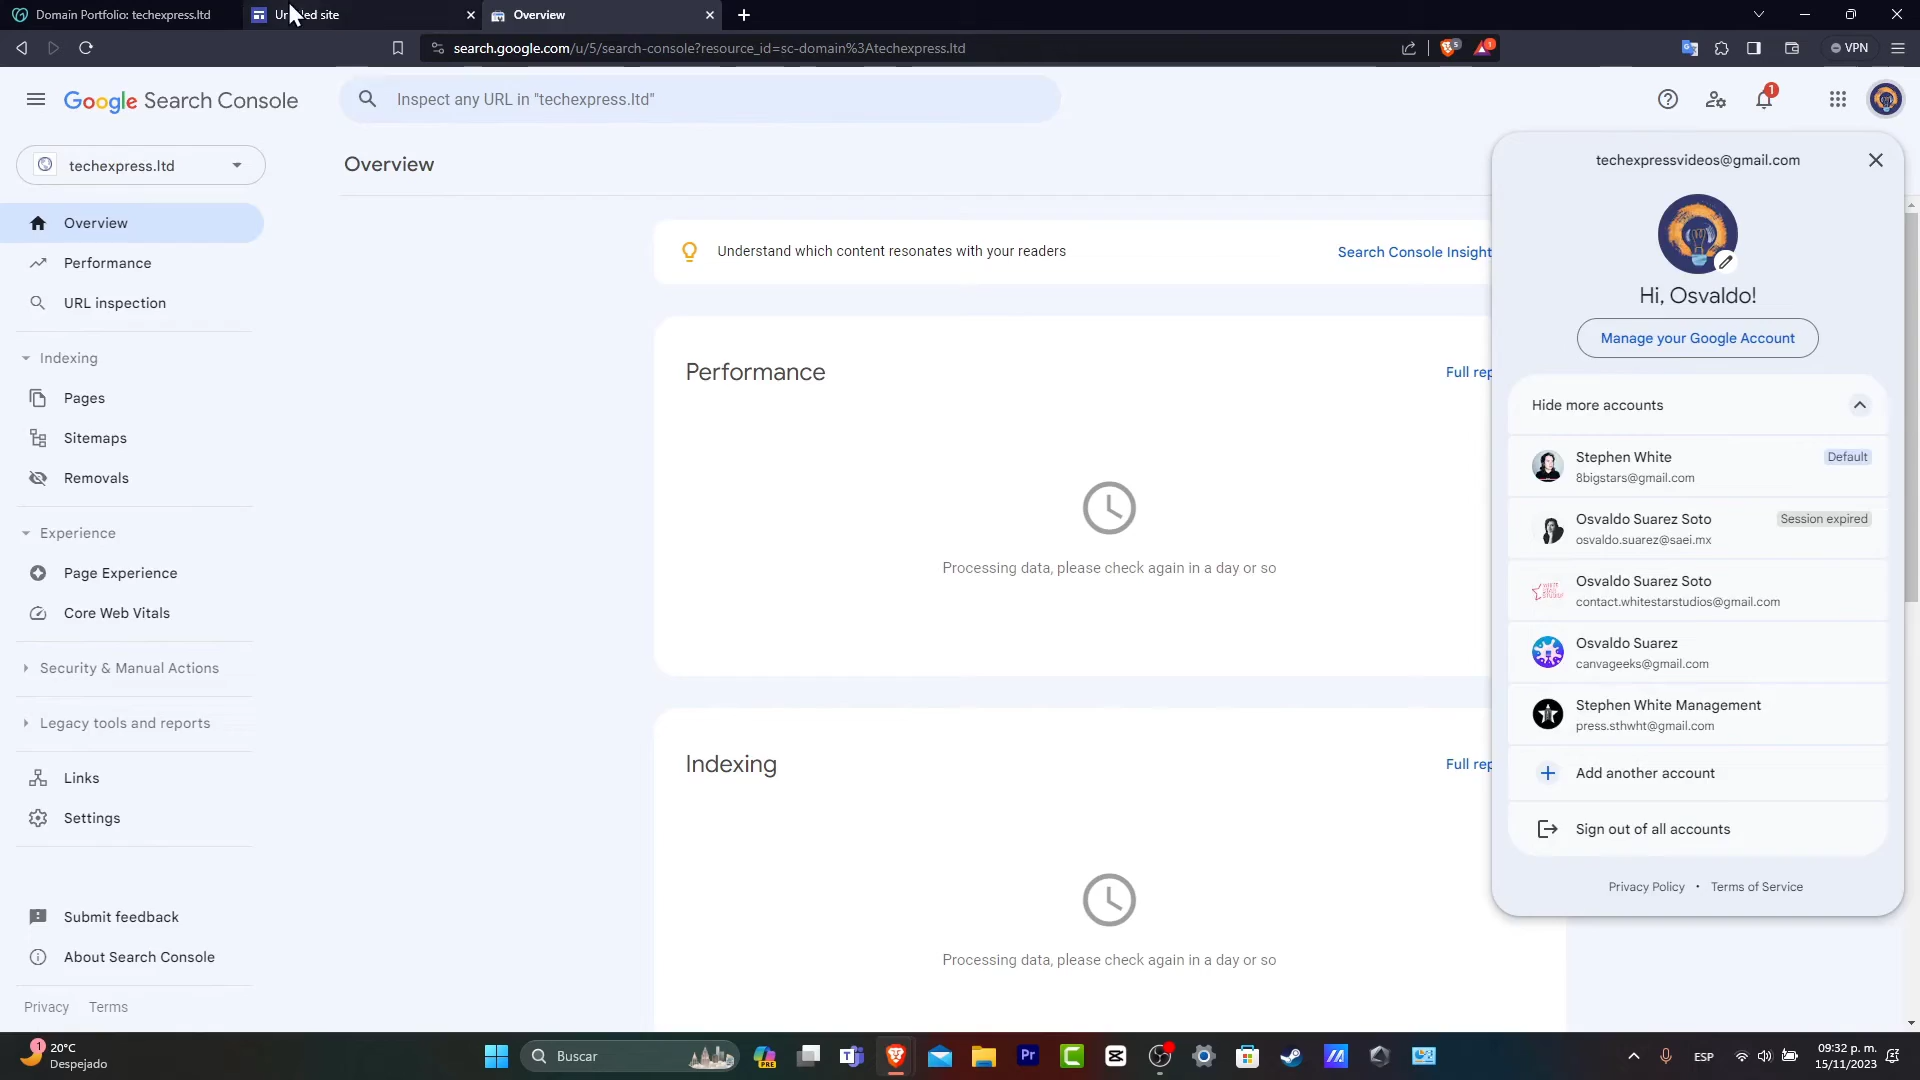 Domain Portfolio: techexpress.ltd
led site
Overview
search.google.com/u/5/search-console?resource_id=sc-domain%3Atechexpress.ltd
5
1
VPN
Google Search Console
Inspect any URL in "techexpress.ltd"
1
techexpress.ltd
Overview
techexpressvideos@gmail.com
Overview
Performance
URL inspection
Indexing
Pages
Sitemaps
Removals
Experience
Page Experience
Core Web Vitals
Security & Manual Actions
Legacy tools and reports
Links
Settings
Submit feedback
About Search Console
Privacy
Terms
Understand which content resonates with your readers
Search Console Insight
Performance
Full rep
Processing data, please check again in a day or so
Indexing
Full rep
Processing data, please check again in a day or so
Hi, Osvaldo!
Manage your Google Account
Hide more accounts
Stephen White
Default
8bigstars@gmail.com
Osvaldo Suarez Soto
Session expired
osvaldo.suarez@saei.mx
Osvaldo Suarez Soto
contact.whitestarstudios@gmail.com
Osvaldo Suarez
canvageeks@gmail.com
Stephen White Management
press.sthwht@gmail.com
Add another account
Sign out of all accounts
Privacy Policy • Terms of Service
1
20°C
Despejado
Buscar
PRE
Pr
ESP
09:32 p. m.
15/11/2023